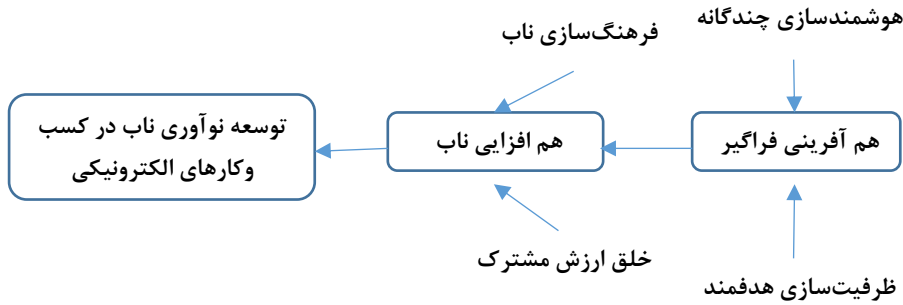 هوشمندسازی چندگانه
فرهنگ‌سازی ناب
هم آفرینی فراگیر
هم افزایی ناب
توسعه نوآوری ناب در کسب
وکارهای الکترونیکی
خلق ارزش مشترک
ظرفیت‌سازی هدفمند